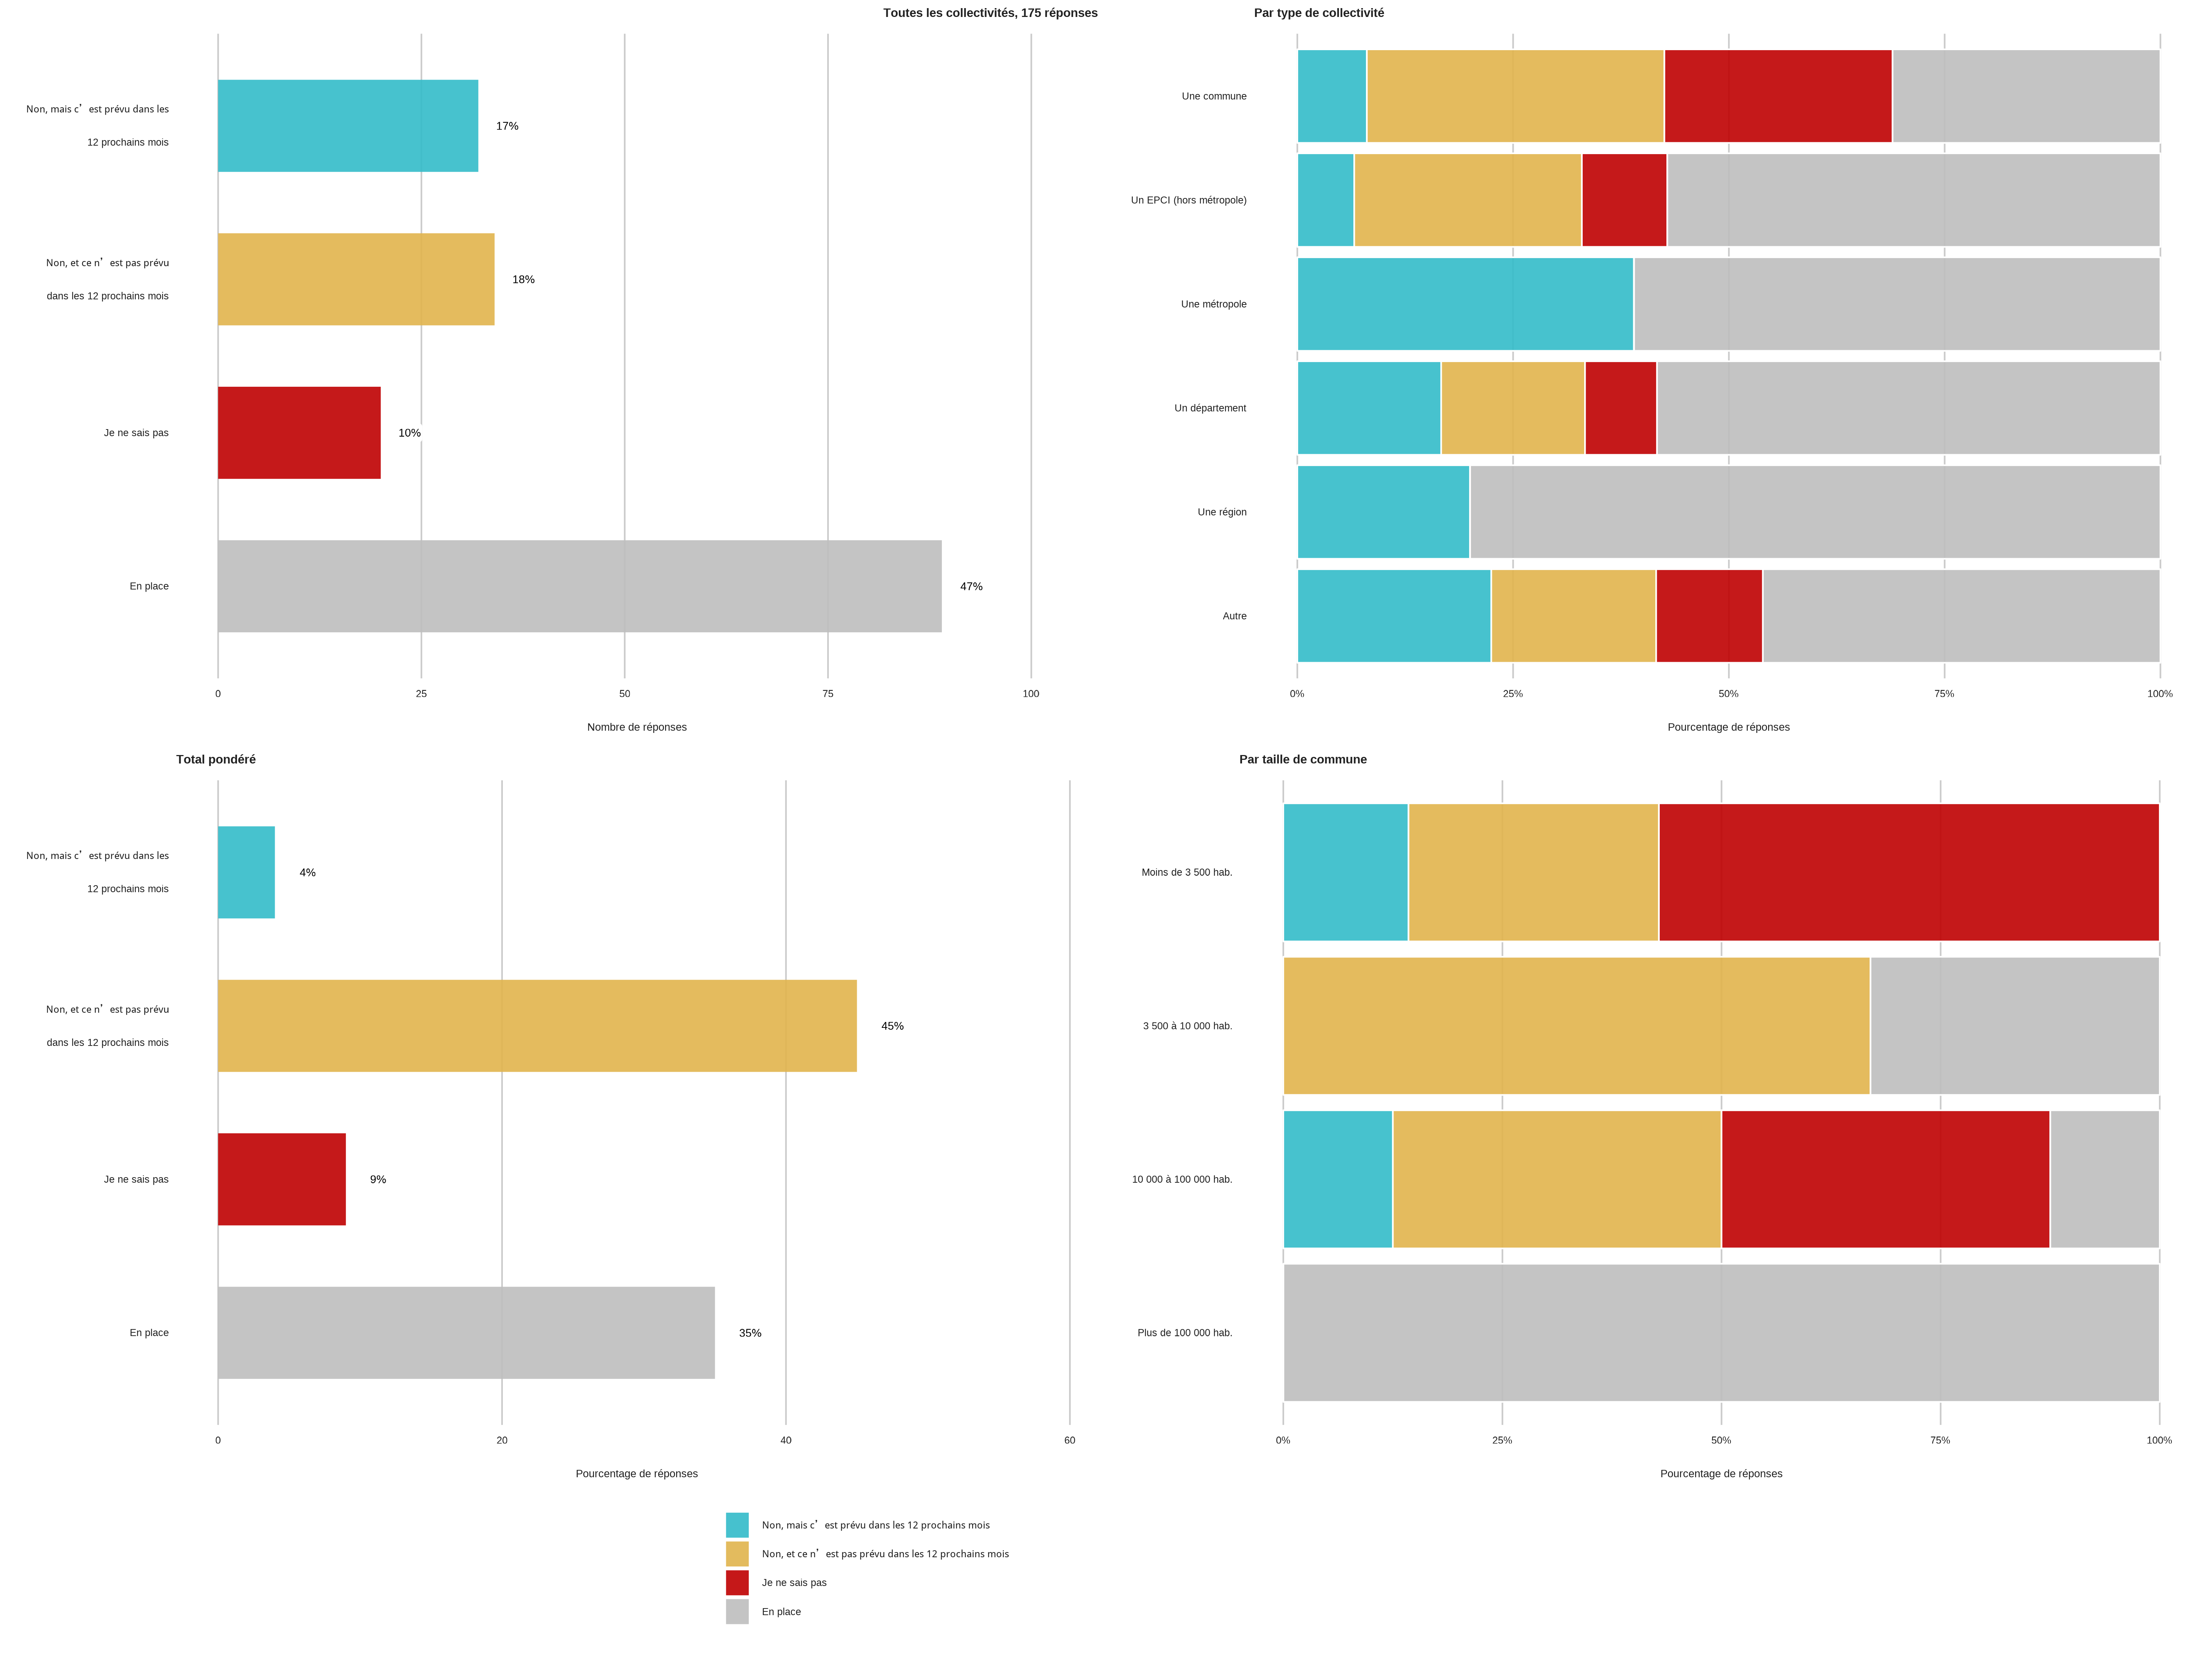 Toutes les collectivités, 175 réponses
Non, mais c’est prévu dans les
12 prochains mois
17%
Non, et ce n’est pas prévu
dans les 12 prochains mois
18%
Je ne sais pas
10%
En place
47%
0
25
50
75
100
Nombre de réponses
Par type de collectivité
Une commune
Un EPCI (hors métropole)
Une métropole
Un département
Une région
Autre
0%
25%
50%
75%
100%
Pourcentage de réponses
Total pondéré
Non, mais c’est prévu dans les
12 prochains mois
4%
Non, et ce n’est pas prévu
dans les 12 prochains mois
45%
Je ne sais pas
9%
En place
35%
0
20
40
60
Pourcentage de réponses
Par taille de commune
Moins de 3 500 hab.
3 500 à 10 000 hab.
10 000 à 100 000 hab.
Plus de 100 000 hab.
0%
25%
50%
75%
100%
Pourcentage de réponses
Non, mais c’est prévu dans les 12 prochains mois
Non, et ce n’est pas prévu dans les 12 prochains mois
Je ne sais pas
En place